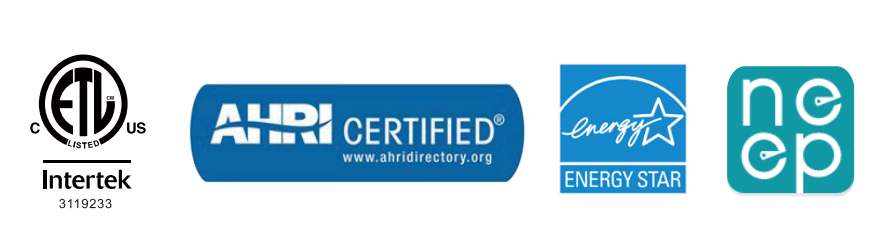 ETL
CM
C
US
LISTED
Intertek
3119233
AHRI CERTIFIED®
www.ahridirectory.org
energy
ENERGY STAR
ne
ep